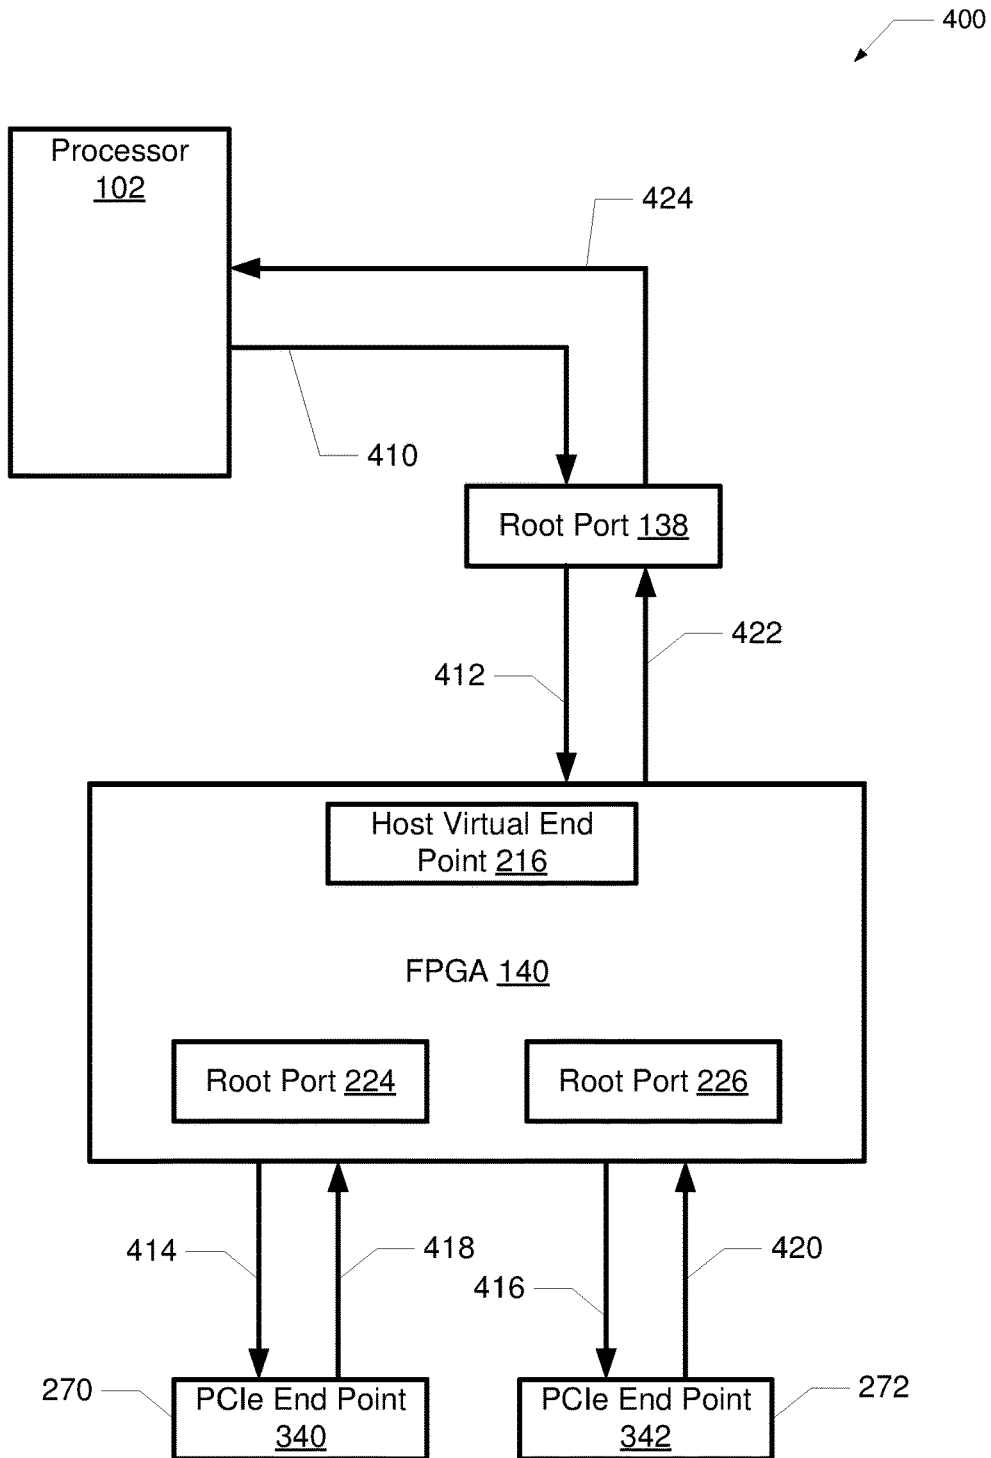 400
Processor
102
424
410
Root Port 138
422
412
Host Virtual End
Point 216
FPGA 140
Root Port 224
Root Port 226
414
418
416
420
270
PCIe End Point
340
PCIe End Point
342
272